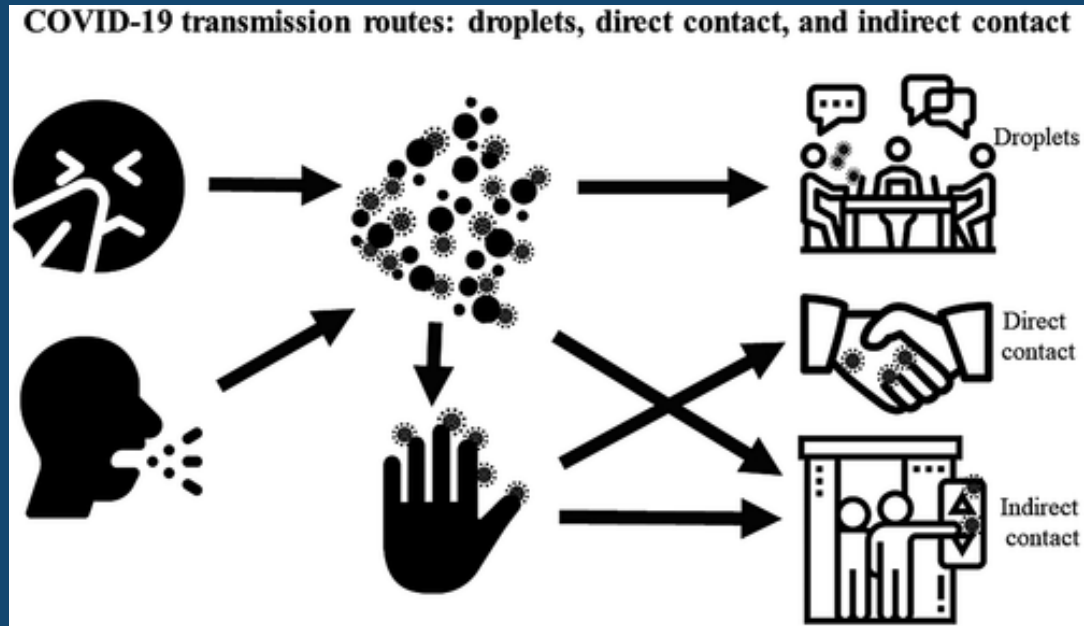 COVID-19 transmission routes: droplets, direct contact, and indirect contact
Droplets
Direct
contact
Indirect
contact